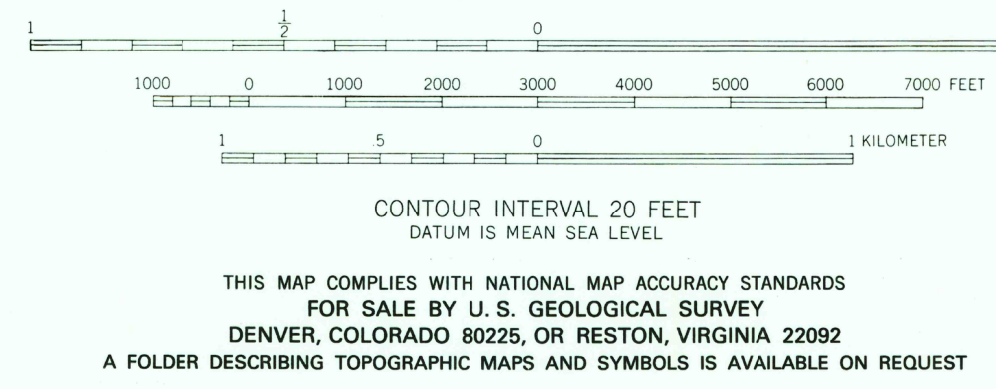 1 1/2 0
1000 0 1000 2000 3000 4000 5000 6000 7000 FEET
1 .5 0 1 KILOMETER
CONTOUR INTERVAL 20 FEET
DATUM IS MEAN SEA LEVEL
THIS MAP COMPLIES WITH NATIONAL MAP ACCURACY STANDARDS
FOR SALE BY U. S. GEOLOGICAL SURVEY
DENVER, COLORADO 80225, OR RESTON, VIRGINIA 22092
A FOLDER DESCRIBING TOPOGRAPHIC MAPS AND SYMBOLS IS AVAILABLE ON REQUEST